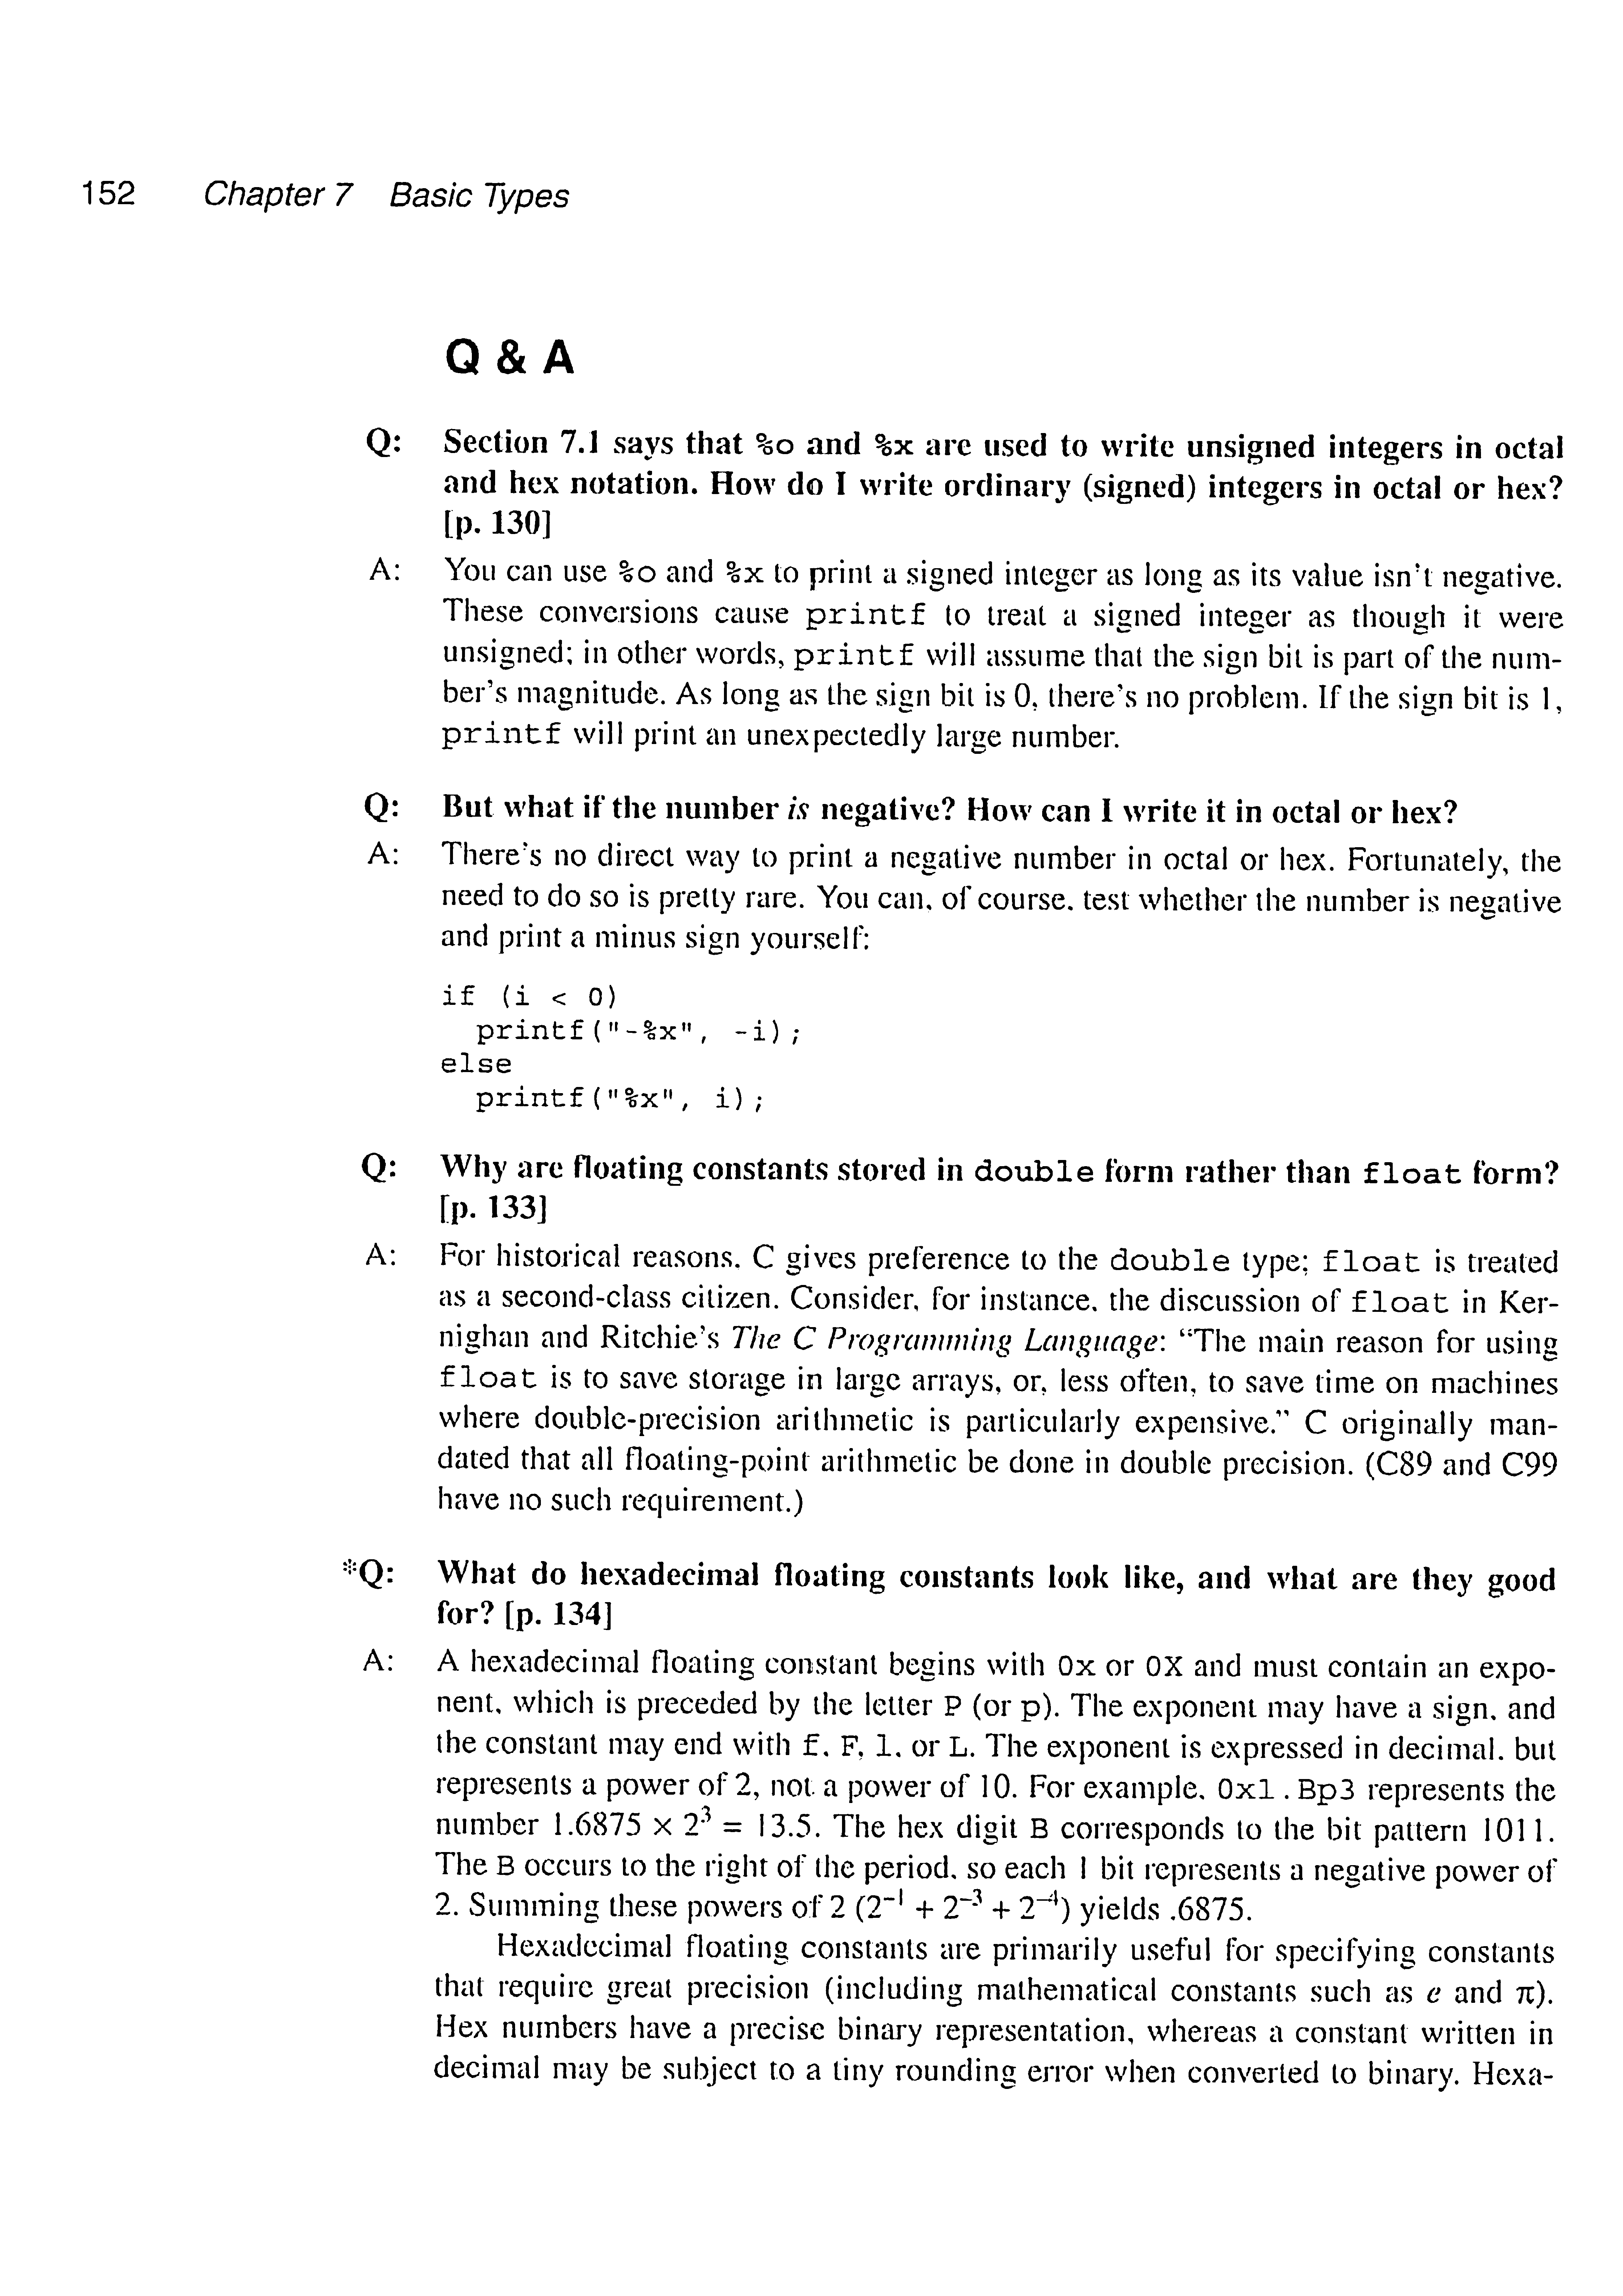 152 Chapter 7 Basic Types
Q & A
Q: Section 7.1 says that %o and %x are used to write unsigned integers in octal
and hex notation. How do I write ordinary (signed) integers in octal or hex?
[p. 130]
A: You can use %o and %x to print a signed integer as long as its value isn't negative.
These conversions cause printf to treat a signed integer as though it were
unsigned; in other words, printf will assume that the sign bit is part of the num-
ber's magnitude. As long as the sign bit is 0, there's no problem. If the sign bit is 1,
printf will print an unexpectedly large number.
Q: But what if the number is negative? How can I write it in octal or hex?
A: There's no direct way to print a negative number in octal or hex. Fortunately, the
need to do so is pretty rare. You can, of course, test whether the number is negative
and print a minus sign yourself:
if (i < 0)
  printf("-%x", -i);
else
  printf("%x", i);
Q: Why are floating constants stored in double form rather than float form?
[p. 133]
A: For historical reasons, C gives preference to the double type; float is treated
as a second-class citizen. Consider, for instance, the discussion of float in Ker-
nighan and Ritchie's The C Programming Language: “The main reason for using
float is to save storage in large arrays, or, less often, to save time on machines
where double-precision arithmetic is particularly expensive.” C originally man-
dated that all floating-point arithmetic be done in double precision. (C89 and C99
have no such requirement.)
*Q: What do hexadecimal floating constants look like, and what are they good
for? [p. 134]
A: A hexadecimal floating constant begins with 0x or 0X and must contain an expo-
nent, which is preceded by the letter P (or p). The exponent may have a sign, and
the constant may end with f, F, l, or L. The exponent is expressed in decimal, but
represents a power of 2, not a power of 10. For example, 0x1.Bp3 represents the
number 1.6875 × 2³ = 13.5. The hex digit B corresponds to the bit pattern 1011.
The B occurs to the right of the period, so each 1 bit represents a negative power of
2. Summing these powers of 2 (2⁻¹ + 2⁻³ + 2⁻⁴) yields .6875.
Hexadecimal floating constants are primarily useful for specifying constants
that require great precision (including mathematical constants such as e and π).
Hex numbers have a precise binary representation, whereas a constant written in
decimal may be subject to a tiny rounding error when converted to binary. Hexa-